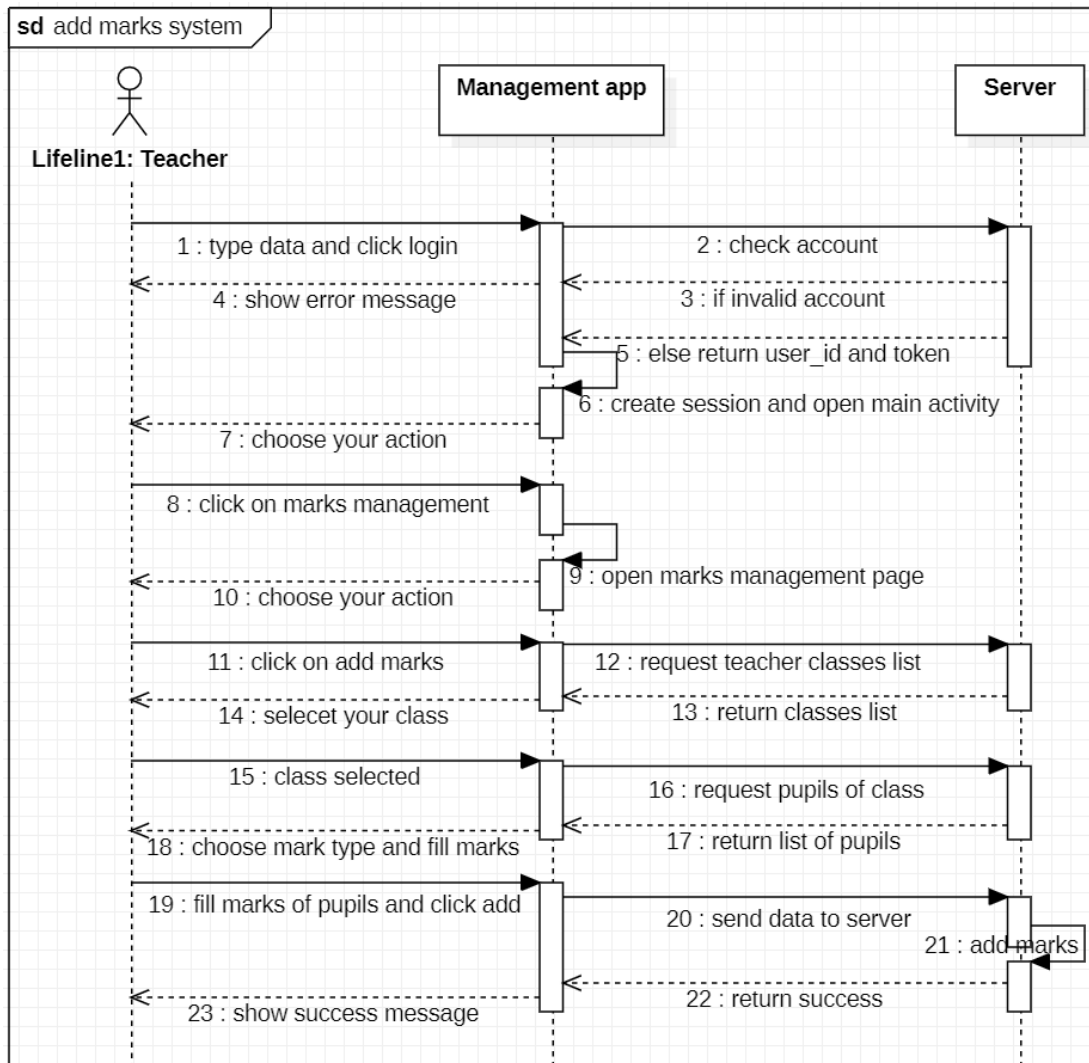 sd add marks system
Management app
Server
Lifeline1: Teacher
1 : type data and click login
2 : check account
4 : show error message
3 : if invalid account
5 : else return user_id and token
6 : create session and open main activity
7 : choose your action
8 : click on marks management
9 : open marks management page
10 : choose your action
11 : click on add marks
12 : request teacher classes list
14 : selecet your class
13 : return classes list
15 : class selected
16 : request pupils of class
18 : choose mark type and fill marks
17 : return list of pupils
19 : fill marks of pupils and click add
20 : send data to server
21 : add marks
22 : return success
23 : show success message